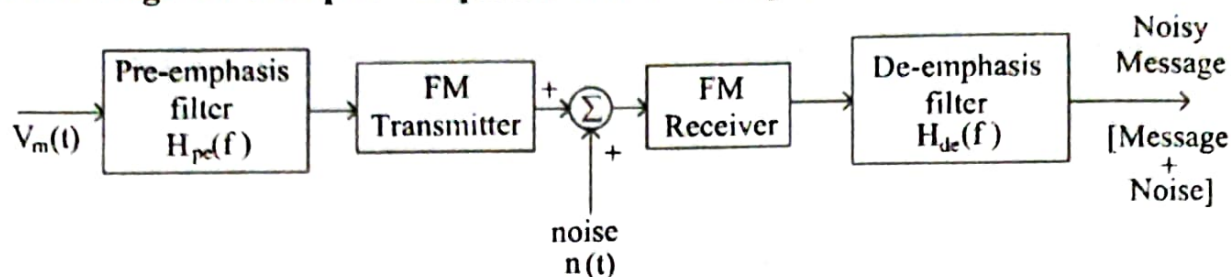 V_m(t)
Pre-emphasis
filter
H_pe(f)
FM
Transmitter
+
Σ
+
noise
n(t)
FM
Receiver
De-emphasis
filter
H_de(f)
Noisy
Message
[Message
+
Noise]